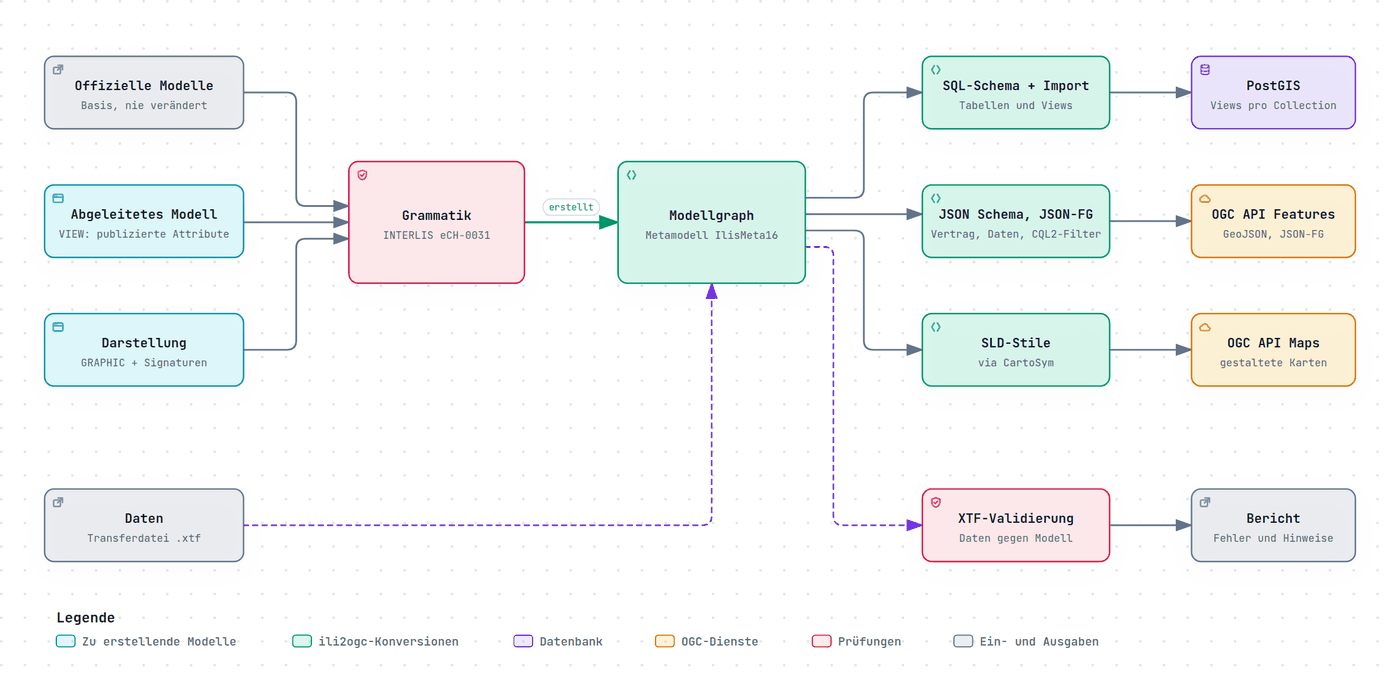 Offizielle Modelle
Basis, nie verändert
Abgeleitetes Modell
VIEW: publizierte Attribute
Darstellung
GRAPHIC + Signaturen
Daten
Transferdatei .xtf
Grammatik
INTERLIS eCH-0031
erstellt
Modellgraph
Metamodell IlisMeta16
SQL-Schema + Import
Tabellen und Views
JSON Schema, JSON-FG
Vertrag, Daten, CQL2-Filter
SLD-Stile
via CartoSym
XTF-Validierung
Daten gegen Modell
PostGIS
Views pro Collection
OGC API Features
GeoJSON, JSON-FG
OGC API Maps
gestaltete Karten
Bericht
Fehler und Hinweise
Legende
Zu erstellende Modelle
ili2ogc-Konversionen
Datenbank
OGC-Dienste
Prüfungen
Ein- und Ausgaben